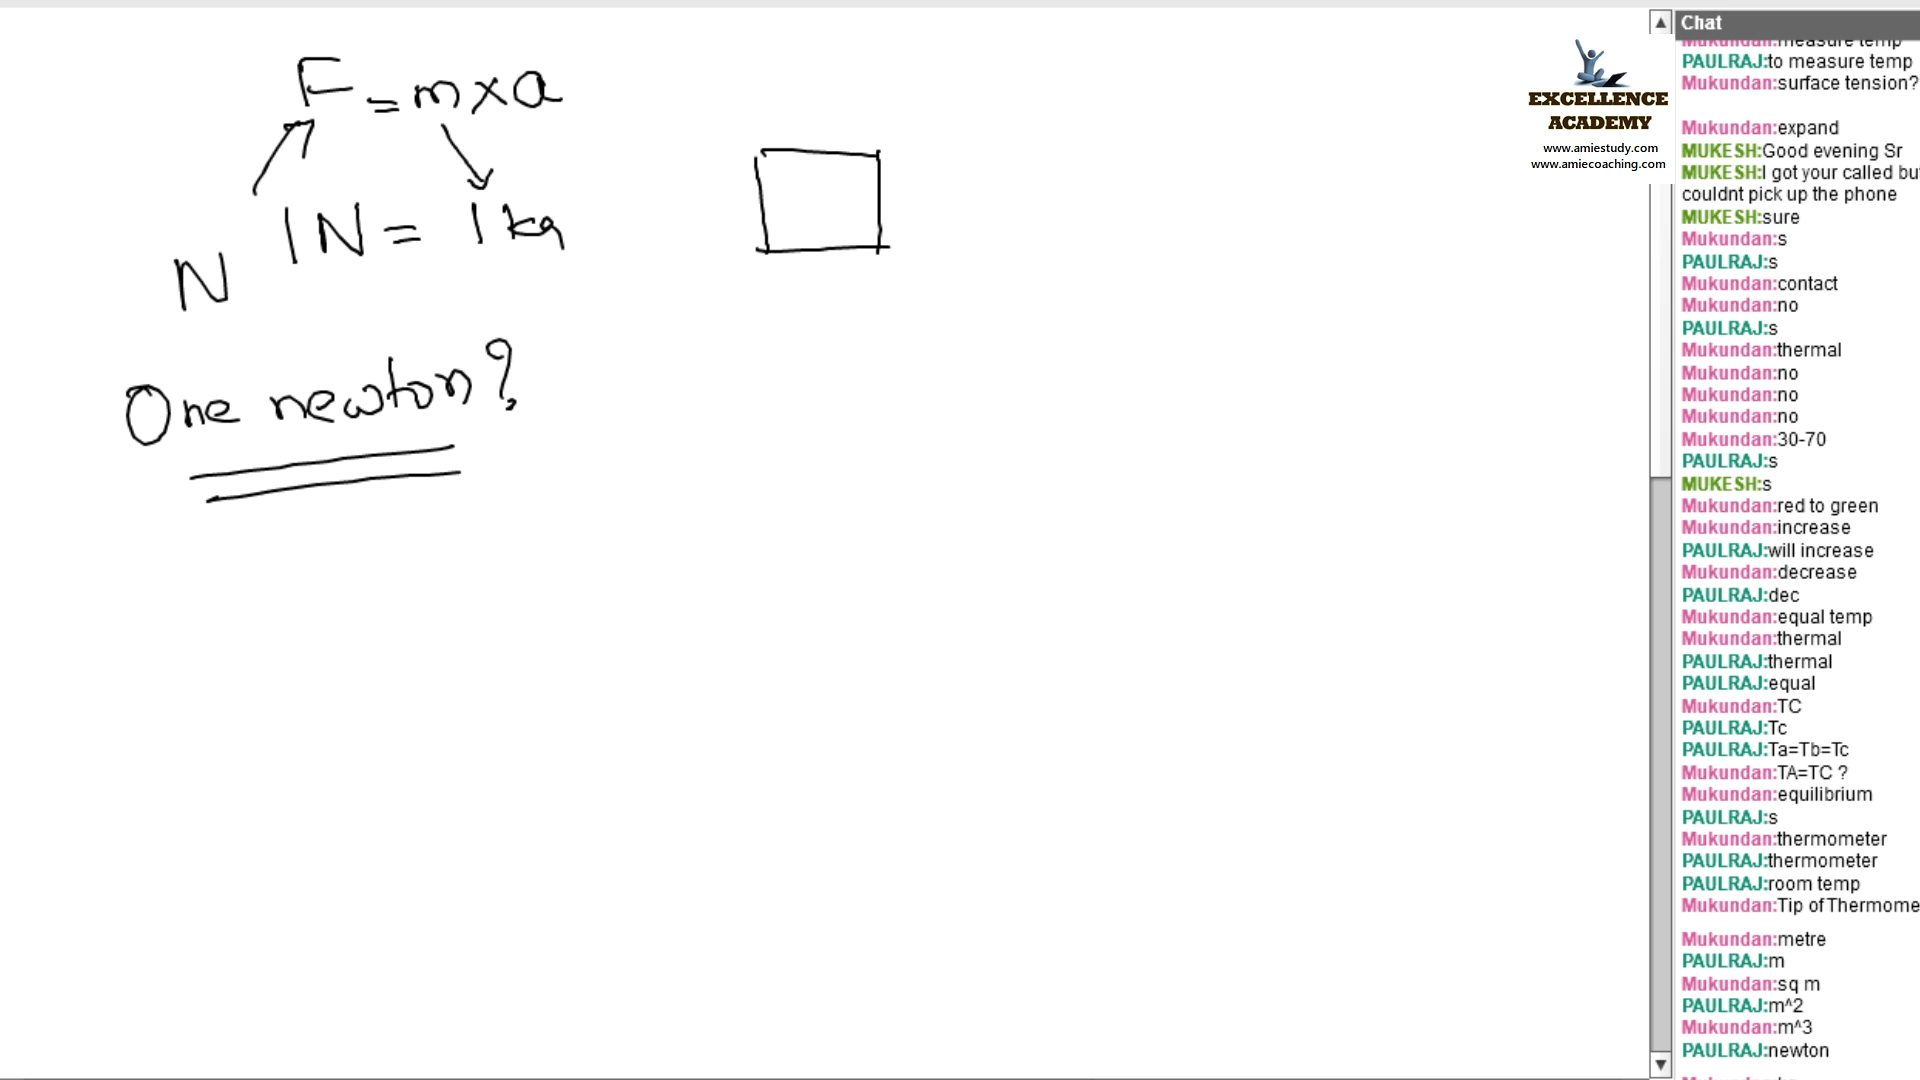 F = m x a
1N = 1 kg
N
One newton?
EXCELLENCE
ACADEMY
www.amiestudy.com
www.amiecoaching.com
Chat
Mukundan:measure temp
PAULRAJ:to measure temp
Mukundan:surface tension?
Mukundan:expand
MUKESH:Good evening Sr
MUKESH:I got your called but
couldnt pick up the phone
MUKESH:sure
Mukundan:s
PAULRAJ:s
Mukundan:contact
Mukundan:no
PAULRAJ:s
Mukundan:thermal
Mukundan:no
Mukundan:no
Mukundan:no
Mukundan:30-70
PAULRAJ:s
MUKESH:s
Mukundan:red to green
Mukundan:increase
PAULRAJ:will increase
Mukundan:decrease
PAULRAJ:dec
Mukundan:equal temp
Mukundan:thermal
PAULRAJ:thermal
PAULRAJ:equal
Mukundan:TC
PAULRAJ:Tc
PAULRAJ:Ta=Tb=Tc
Mukundan:TA=TC ?
Mukundan:equilibrium
PAULRAJ:s
Mukundan:thermometer
PAULRAJ:thermometer
PAULRAJ:room temp
Mukundan:Tip of Thermome
Mukundan:metre
PAULRAJ:m
Mukundan:sq m
PAULRAJ:m^2
Mukundan:m^3
PAULRAJ:newton